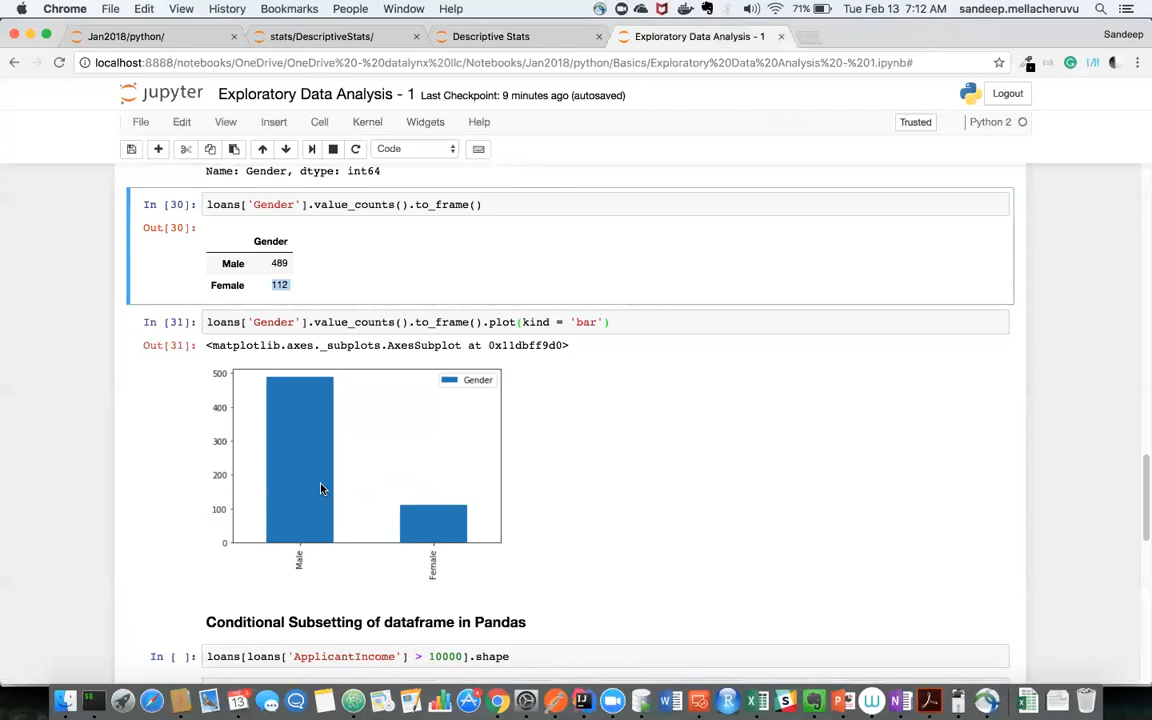 Chrome File Edit View History Bookmarks People Window Help 71% Tue Feb 13 7:12 AM sandeep.mellacheruvu
Jan2018/python/ stats/DescriptiveStats/ Descriptive Stats Exploratory Data Analysis - 1 Sandeep
localhost:8888/notebooks/OneDrive/OneDrive%20-%20datalynx%20llc/Notebooks/Jan2018/python/Basics/Exploratory%20Data%20Analysis%20-%201.ipynb#
jupyter Exploratory Data Analysis - 1 Last Checkpoint: 9 minutes ago (autosaved) Logout
File Edit View Insert Cell Kernel Widgets Help Trusted Python 2
Code
Name: Gender, dtype: int64
In [30]: loans['Gender'].value_counts().to_frame()
Out[30]:
Gender
Male 489
Female 112
In [31]: loans['Gender'].value_counts().to_frame().plot(kind = 'bar')
Out[31]: <matplotlib.axes._subplots.AxesSubplot at 0x11dbff9d0>
500
Gender
400
300
200
100
0
Male Female
Conditional Subsetting of dataframe in Pandas
In [ ]: loans[loans['ApplicantIncome'] > 10000].shape